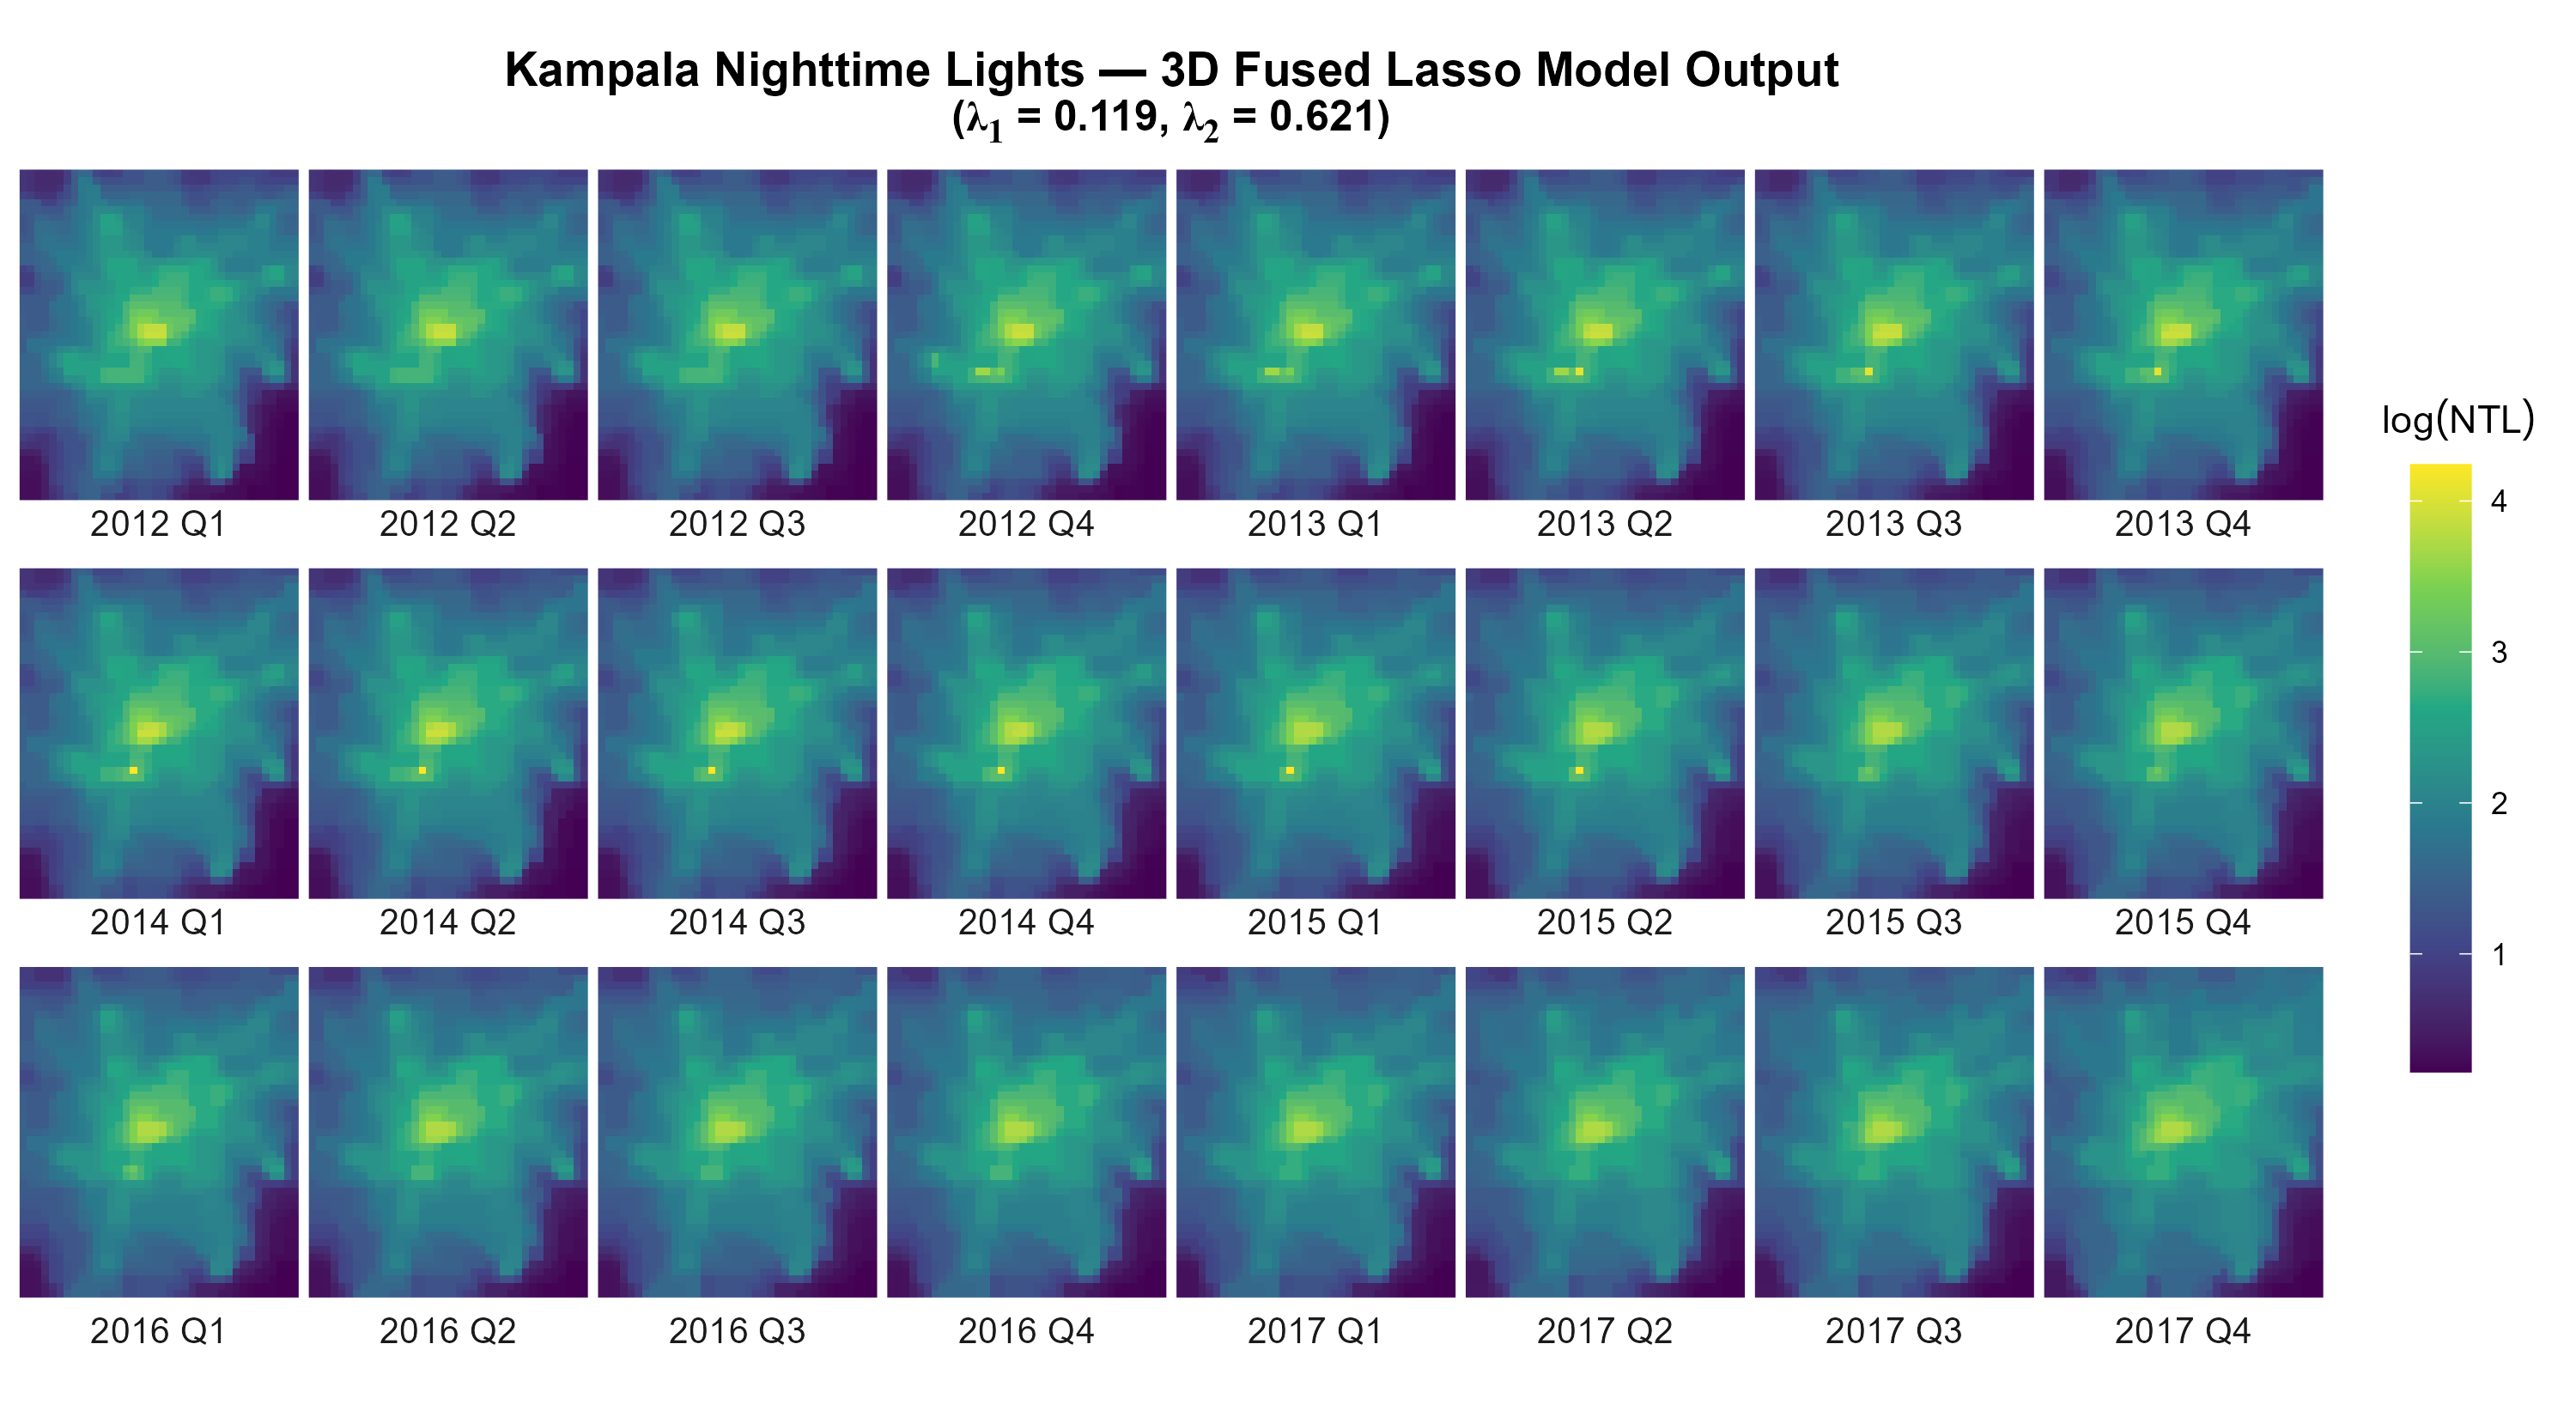 Kampala Nighttime Lights — 3D Fused Lasso Model Output
(λ₁ = 0.119, λ₂ = 0.621)
2012 Q1 2012 Q2 2012 Q3 2012 Q4 2013 Q1 2013 Q2 2013 Q3 2013 Q4
log(NTL)
4
3
2
1
2014 Q1 2014 Q2 2014 Q3 2014 Q4 2015 Q1 2015 Q2 2015 Q3 2015 Q4
2016 Q1 2016 Q2 2016 Q3 2016 Q4 2017 Q1 2017 Q2 2017 Q3 2017 Q4